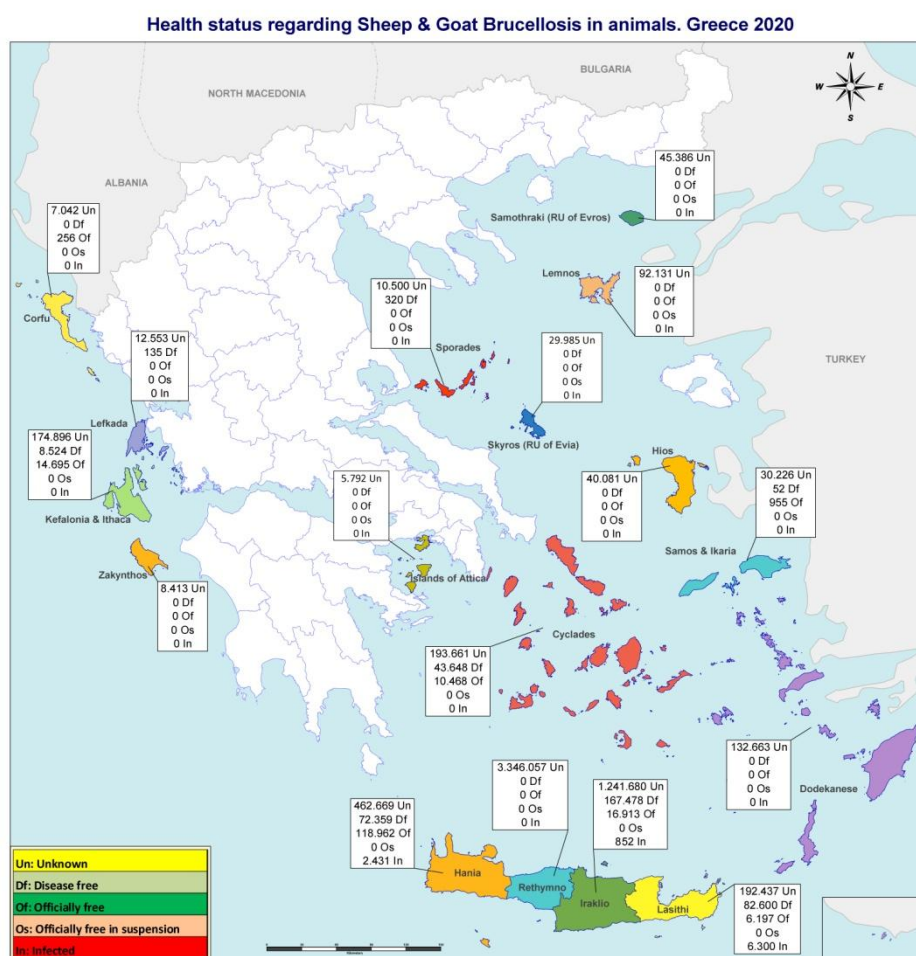 Health status regarding Sheep & Goat Brucellosis in animals. Greece 2020
BULGARIA
NORTH MACEDONIA
ALBANIA
TURKEY
N
W
E
S
45.386 Un
0 Df
0 Of
0 Os
0 In
Samothraki (RU of Evros)
7.042 Un
0 Df
256 Of
0 Os
0 In
Corfu
92.131 Un
0 Df
0 Of
0 Os
0 In
Lemnos
10.500 Un
320 Df
0 Of
0 Os
0 In
Sporades
12.553 Un
135 Df
0 Of
0 Os
0 In
Lefkada
29.985 Un
0 Df
0 Of
0 Os
0 In
Skyros (RU of Evia)
174.896 Un
8.524 Df
14.695 Of
0 Os
0 In
Kefalonia & Ithaca
40.081 Un
0 Df
0 Of
0 Os
0 In
Hios
30.226 Un
52 Df
955 Of
0 Os
0 In
Samos & Ikaria
5.792 Un
0 Df
0 Of
0 Os
0 In
Islands of Attica
Zakynthos
8.413 Un
0 Df
0 Of
0 Os
0 In
Cyclades
193.661 Un
43.648 Df
10.468 Of
0 Os
0 In
132.663 Un
0 Df
0 Of
0 Os
0 In
Dodekanese
3.346.057 Un
0 Df
0 Of
0 Os
0 In
Rethymno
1.241.680 Un
167.478 Df
16.913 Of
0 Os
852 In
Iraklio
462.669 Un
72.359 Df
118.962 Of
0 Os
2.431 In
Hania
192.437 Un
82.600 Df
6.197 Of
0 Os
6.300 In
Lasithi
Un: Unknown
Df: Disease free
Of: Officially free
Os: Officially free in suspension
In: Infected